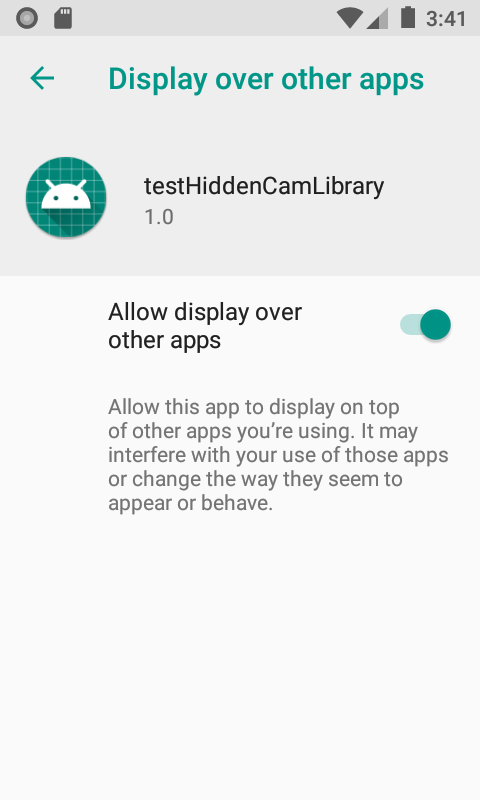 3:41
Display over other apps
testHiddenCamLibrary
1.0
Allow display over
other apps
Allow this app to display on top
of other apps you’re using. It may
interfere with your use of those apps
or change the way they seem to
appear or behave.